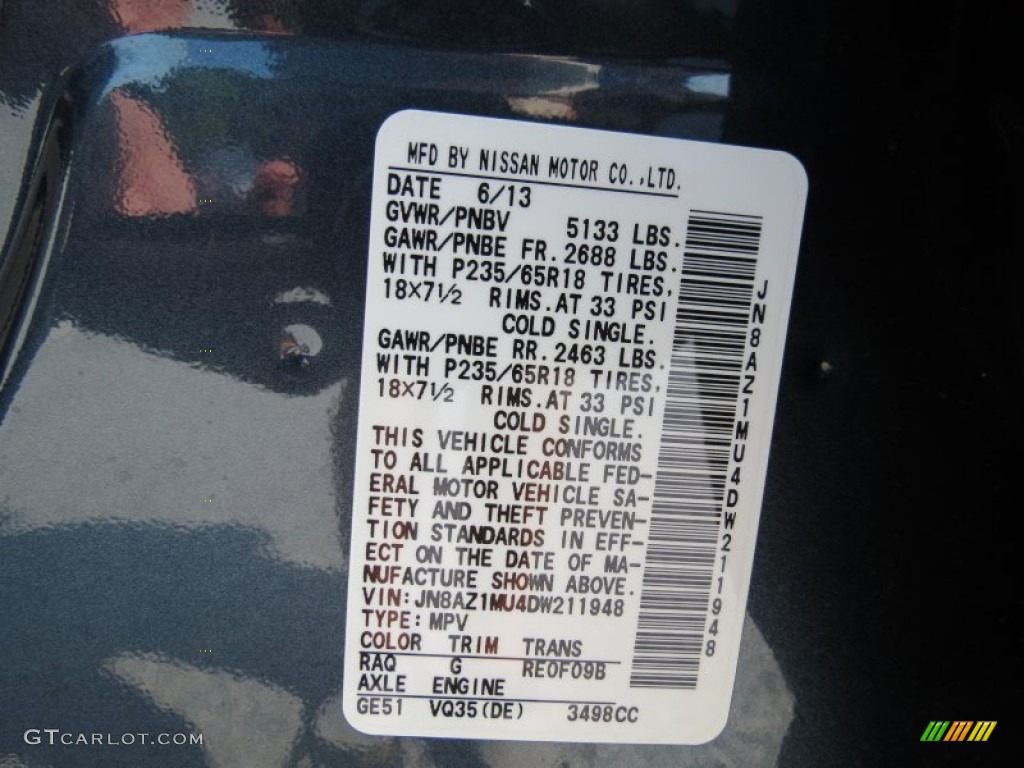 MFD BY NISSAN MOTOR CO.,LTD.
DATE 6/13
GVWR/PNBV 5133 LBS.
GAWR/PNBE FR. 2688 LBS.
WITH P235/65R18 TIRES,
18X7½ RIMS.AT 33 PSI
COLD SINGLE.
GAWR/PNBE RR. 2463 LBS.
WITH P235/65R18 TIRES,
18X7½ RIMS.AT 33 PSI
COLD SINGLE.
THIS VEHICLE CONFORMS
TO ALL APPLICABLE FED-
ERAL MOTOR VEHICLE SA-
FETY AND THEFT PREVEN-
TION STANDARDS IN EFF-
ECT ON THE DATE OF MA-
NUFACTURE SHOWN ABOVE.
VIN:JN8AZ1MU4DW211948
TYPE:MPV
COLOR TRIM TRANS
RAQ G RE0F09B
AXLE ENGINE
GE51 VQ35(DE) 3498CC
JN8AZ1MU4DW211948
GTCARLOT.COM